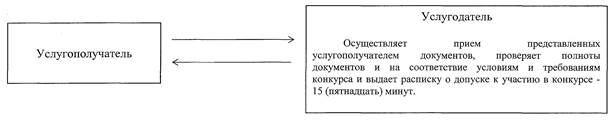 Услугополучатель
Услугодатель
Осуществляет прием представленных
услугополучателем документов, проверяет полноты
документов и на соответствие условиям и требованиям
конкурса и выдает расписку о допуске к участию в конкурсе -
15 (пятнадцать) минут.